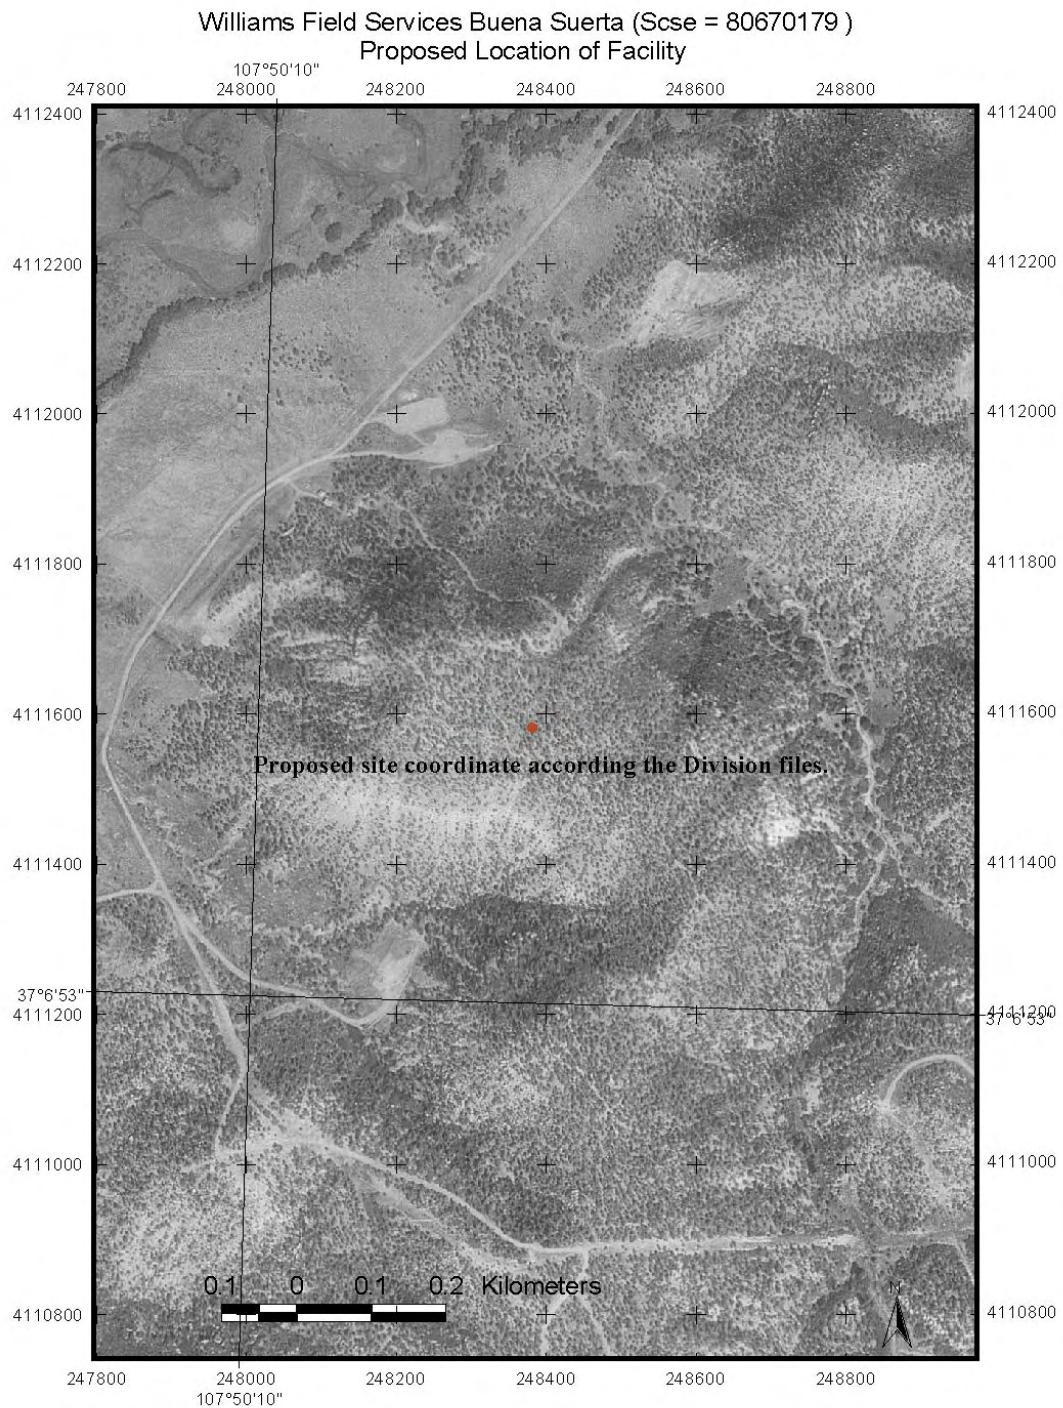 Williams Field Services Buena Suerta (Scse = 80670179 )
Proposed Location of Facility
107°50'10"
247800 248000 248200 248400 248600 248800
4112400 4112400
4112200 4112200
4112000 4112000
4111800 4111800
4111600 4111600
Proposed site coordinate according the Division files.
4111400 4111400
37°6'53"
4111200 4111200
37°6'53"
4111000 4111000
0.1 0 0.1 0.2 Kilometers
N
4110800 4110800
247800 248000 248200 248400 248600 248800
107°50'10"